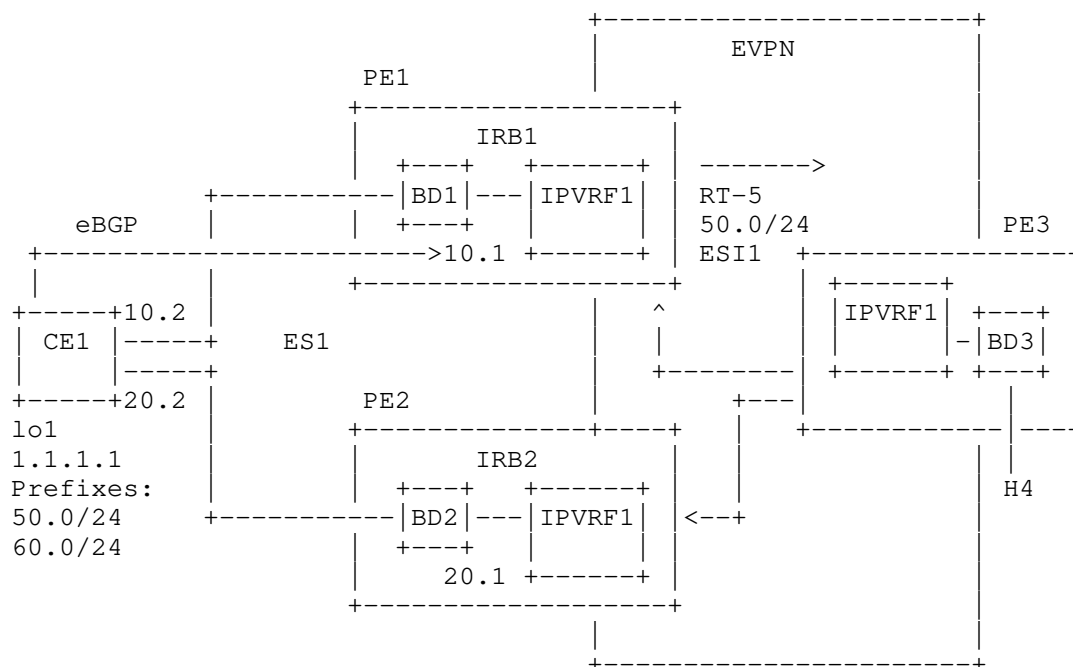 EVPN
PE1
IRB1
------->
BD1 IPVRF1 RT-5
eBGP 50.0/24 PE3
>10.1 ESI1
10.2 IPVRF1
CE1 ES1 BD3
20.2 PE2
lo1
1.1.1.1 IRB2
Prefixes: H4
50.0/24 BD2 IPVRF1
60.0/24
20.1